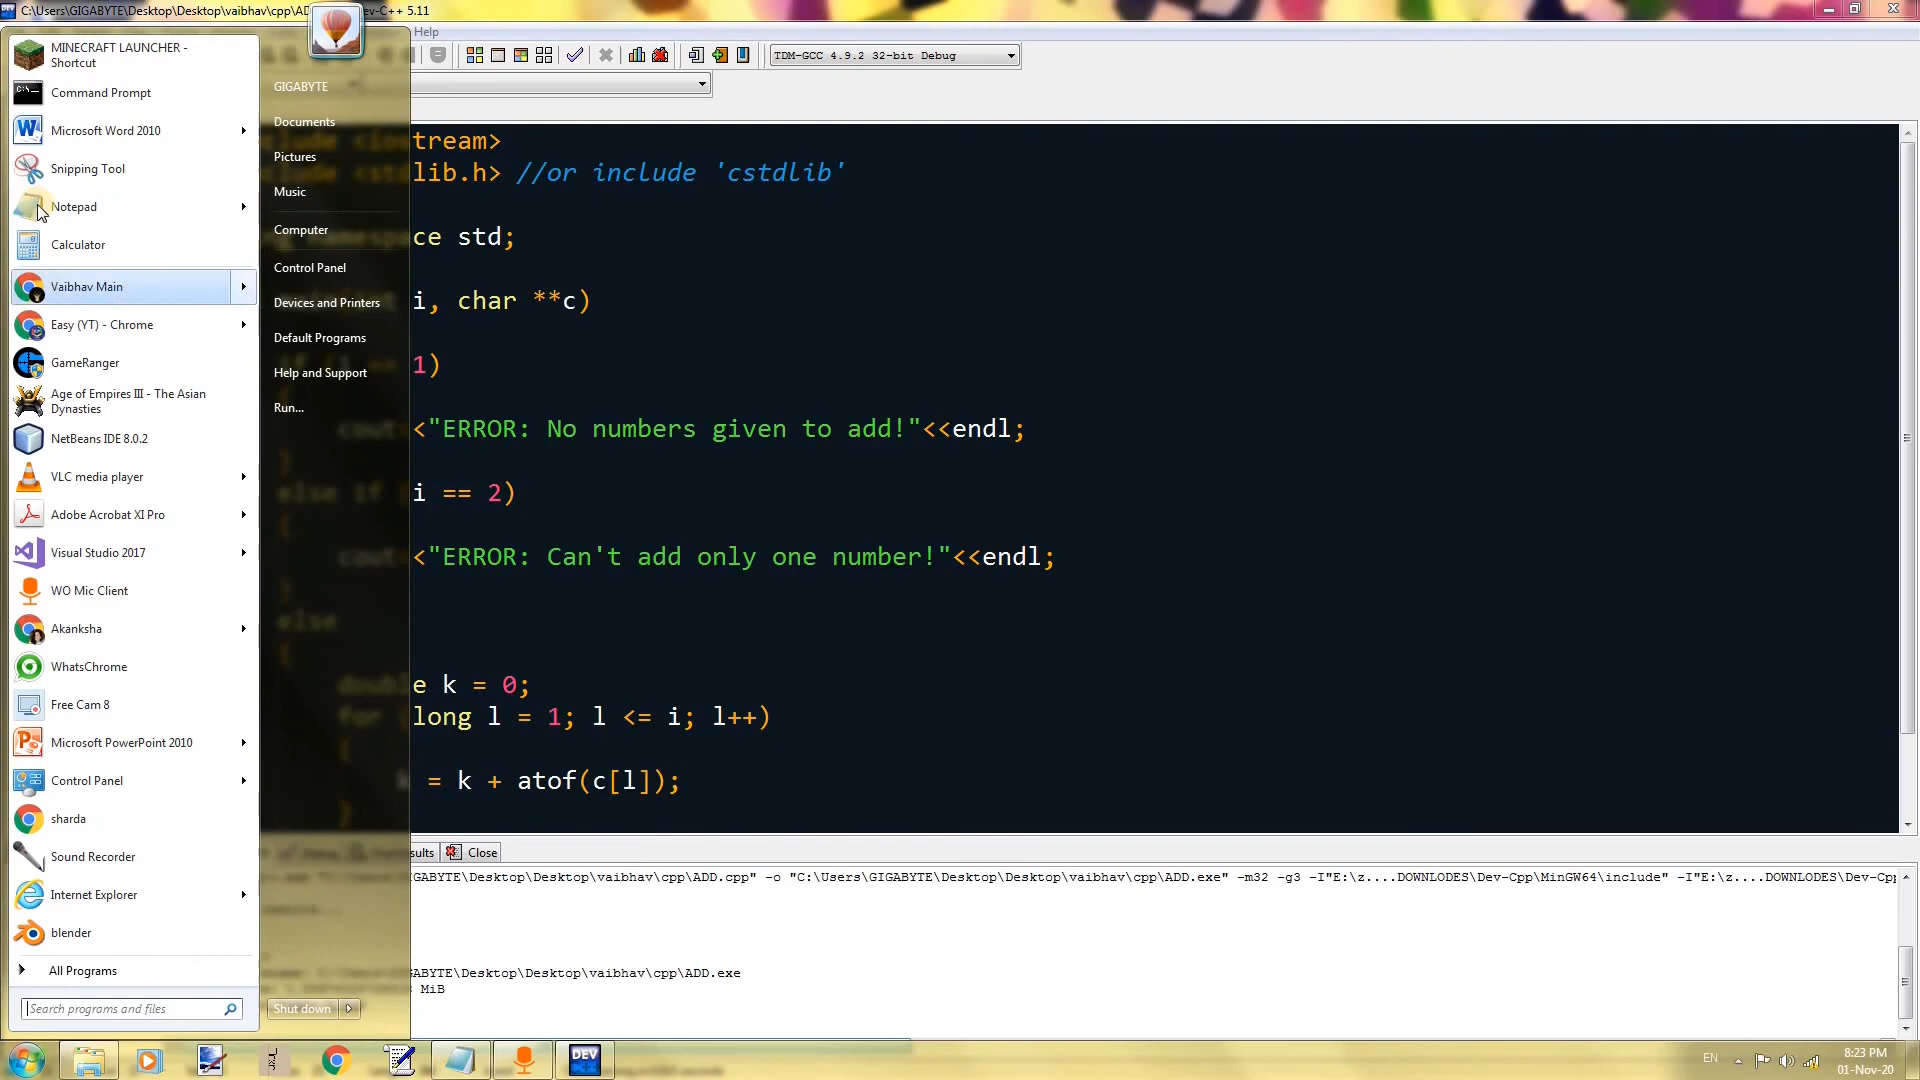 C:\Users\GIGABYTE\Desktop\Desktop\vaibhav\cpp\AD
ev-C++ 5.11
Help
TDM-GCC 4.9.2 32-bit Debug
MINECRAFT LAUNCHER -
Shortcut
Command Prompt
Microsoft Word 2010
Snipping Tool
Notepad
Calculator
Vaibhav Main
Easy (YT) - Chrome
GameRanger
Age of Empires III - The Asian
Dynasties
NetBeans IDE 8.0.2
VLC media player
Adobe Acrobat XI Pro
Visual Studio 2017
WO Mic Client
Akanksha
WhatsChrome
Free Cam 8
Microsoft PowerPoint 2010
Control Panel
sharda
Sound Recorder
Internet Explorer
blender
All Programs
Search programs and files
GIGABYTE
Documents
Pictures
Music
Computer
Control Panel
Devices and Printers
Default Programs
Help and Support
Run...
Shut down
tream>
lib.h> //or include 'cstdlib'
ce std;
i, char **c)
1)
<"ERROR: No numbers given to add!"<<endl;
i == 2)
<"ERROR: Can't add only one number!"<<endl;
else
e k = 0;
long l = 1; l <= i; l++)
= k + atof(c[l]);
sults
Close
GABYTE\Desktop\Desktop\vaibhav\cpp\ADD.cpp" -o "C:\Users\GIGABYTE\Desktop\Desktop\vaibhav\cpp\ADD.exe" -m32 -g3 -I"E:\z....DOWNLODES\Dev-Cpp\MinGW64\include" -I"E:\z....DOWNLODES\Dev-Cp
GABYTE\Desktop\Desktop\vaibhav\cpp\ADD.exe
MiB
DEV
EN
8:23 PM
01-Nov-20